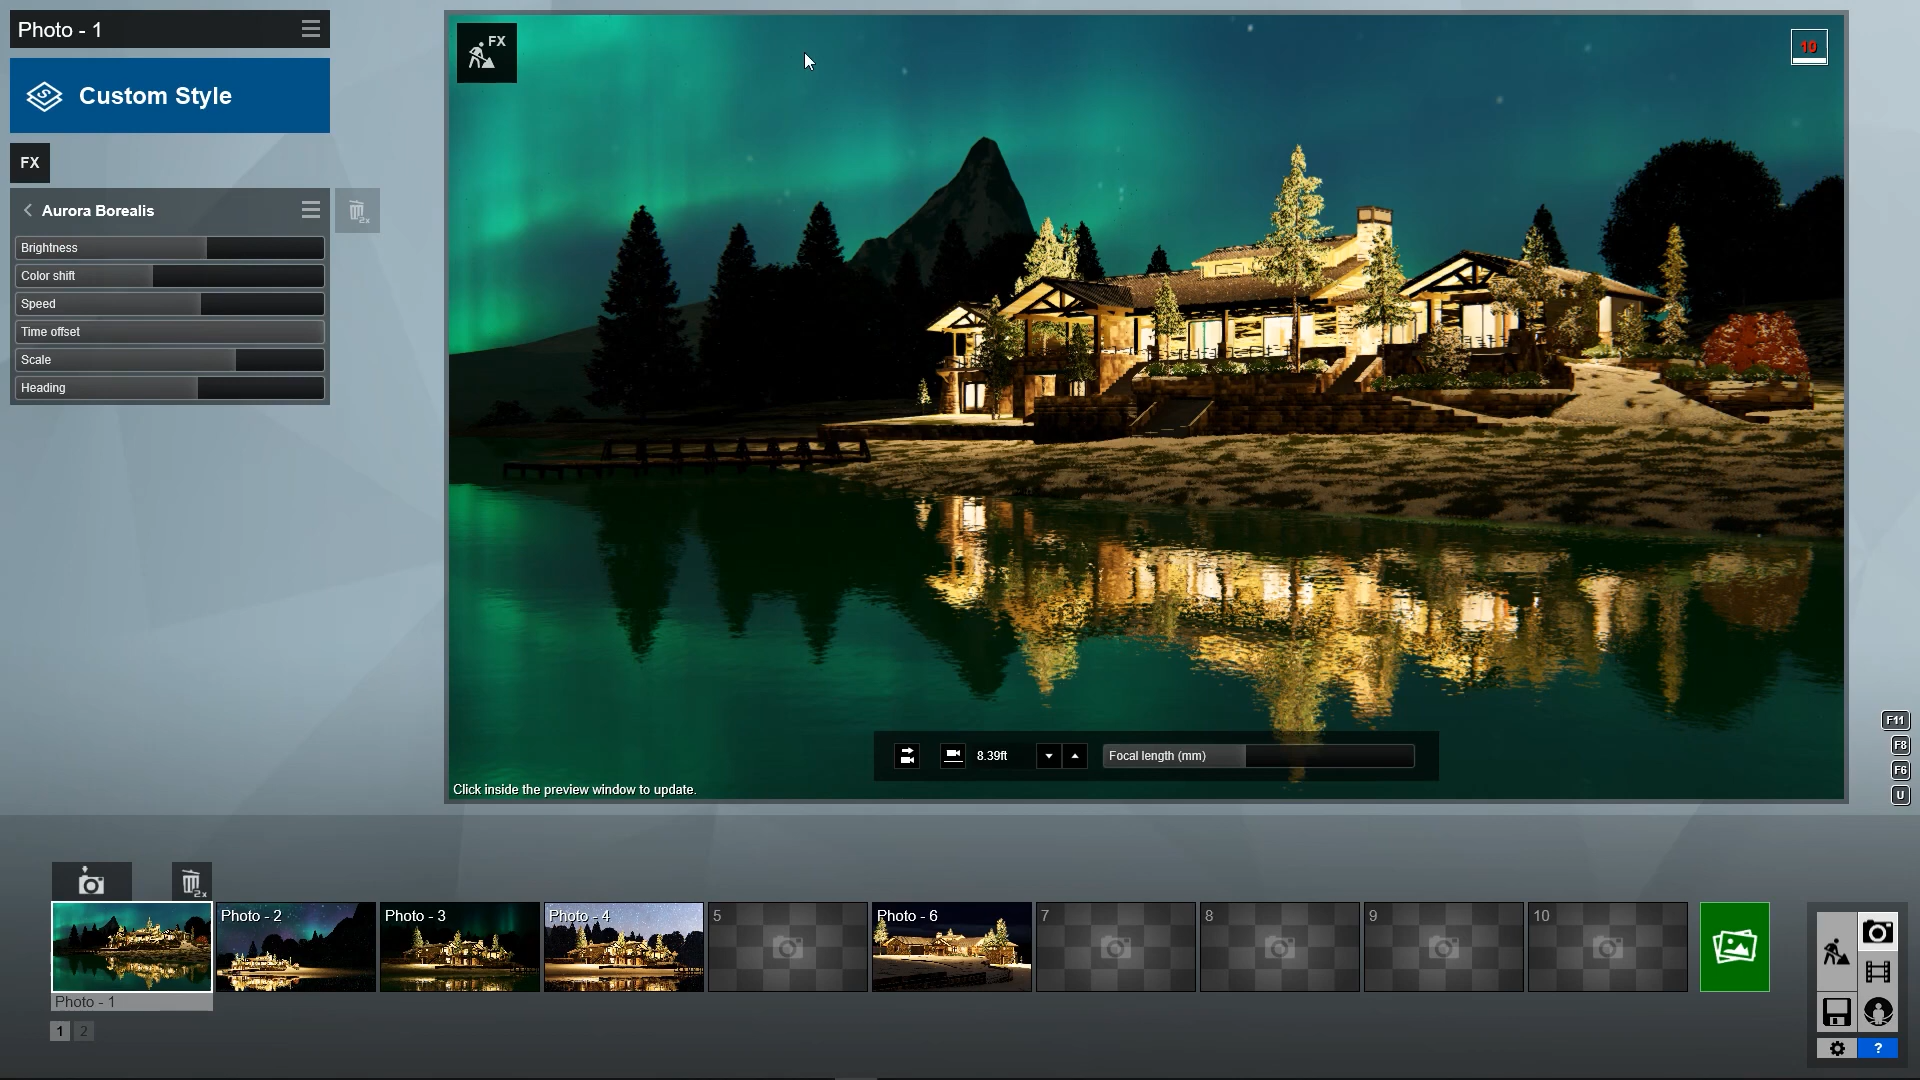 Photo - 1
Custom Style
FX
Aurora Borealis
2x
Brightness
Color shift
Speed
Time offset
Scale
Heading
FX
10
8.39ft
Focal length (mm)
Click inside the preview window to update.
F11
F8
F6
U
2x
Photo - 2
Photo - 3
Photo - 4
5
Photo - 6
7
8
9
10
Photo - 1
1
2
?